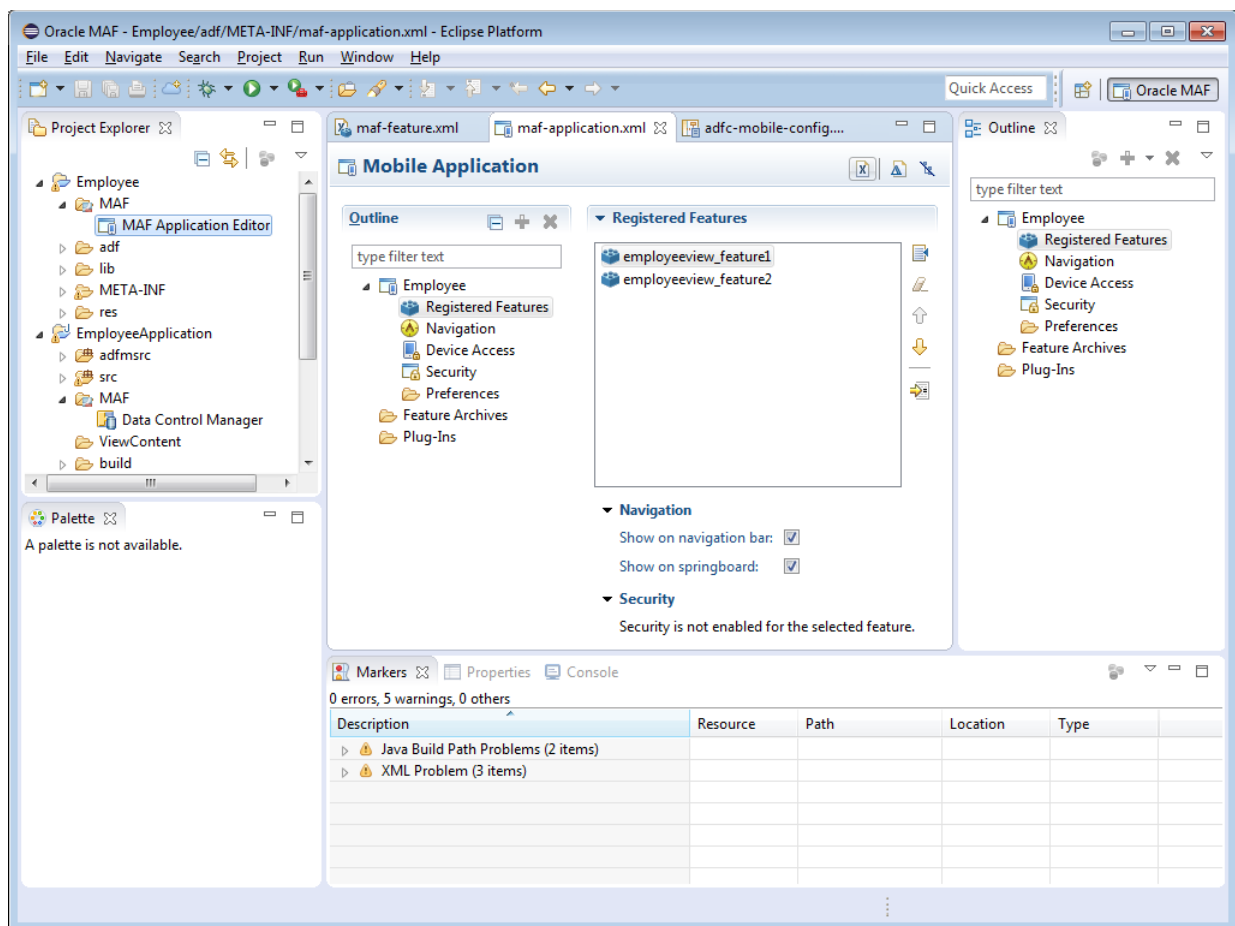 Oracle MAF - Employee/adf/META-INF/maf-application.xml - Eclipse Platform
File Edit Navigate Search Project Run Window Help
Quick Access Oracle MAF
Project Explorer
Employee
MAF
MAF Application Editor
adf
lib
META-INF
res
EmployeeApplication
adfmsrc
src
MAF
Data Control Manager
ViewContent
build
Palette
A palette is not available.
maf-feature.xml maf-application.xml adfc-mobile-config....
Mobile Application
Outline
type filter text
Employee
Registered Features
Navigation
Device Access
Security
Preferences
Feature Archives
Plug-Ins
Registered Features
employeeview_feature1
employeeview_feature2
Navigation
Show on navigation bar:
Show on springboard:
Security
Security is not enabled for the selected feature.
Outline
type filter text
Employee
Registered Features
Navigation
Device Access
Security
Preferences
Feature Archives
Plug-Ins
Markers Properties Console
0 errors, 5 warnings, 0 others
Description Resource Path Location Type
Java Build Path Problems (2 items)
XML Problem (3 items)